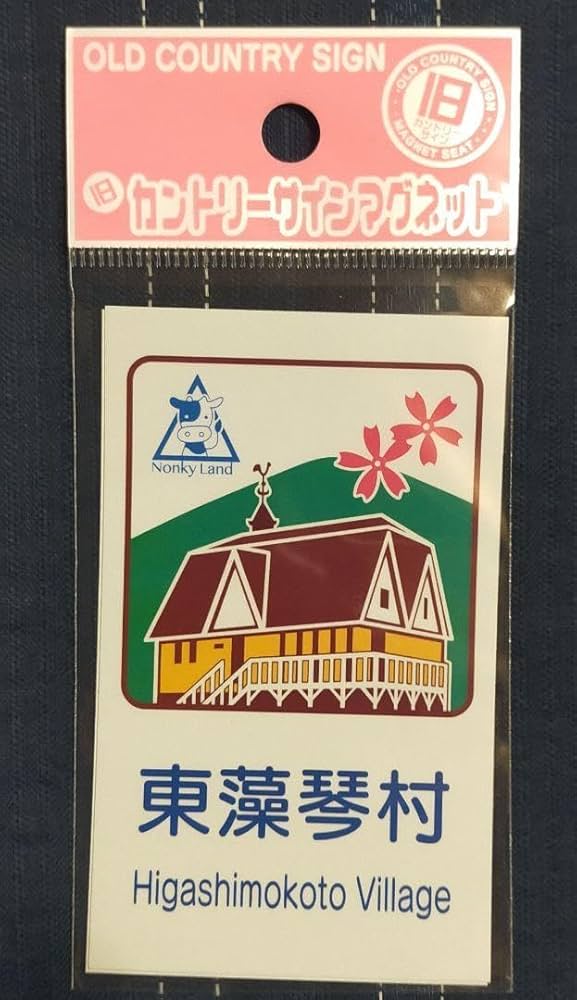 OLD COUNTRY SIGN
OLD COUNTRY SIGN
旧
カントリー
サイン
MAGNET SEAT
旧カントリーサインマグネット
Nonky Land
東藻琴村
Higashimokoto Village